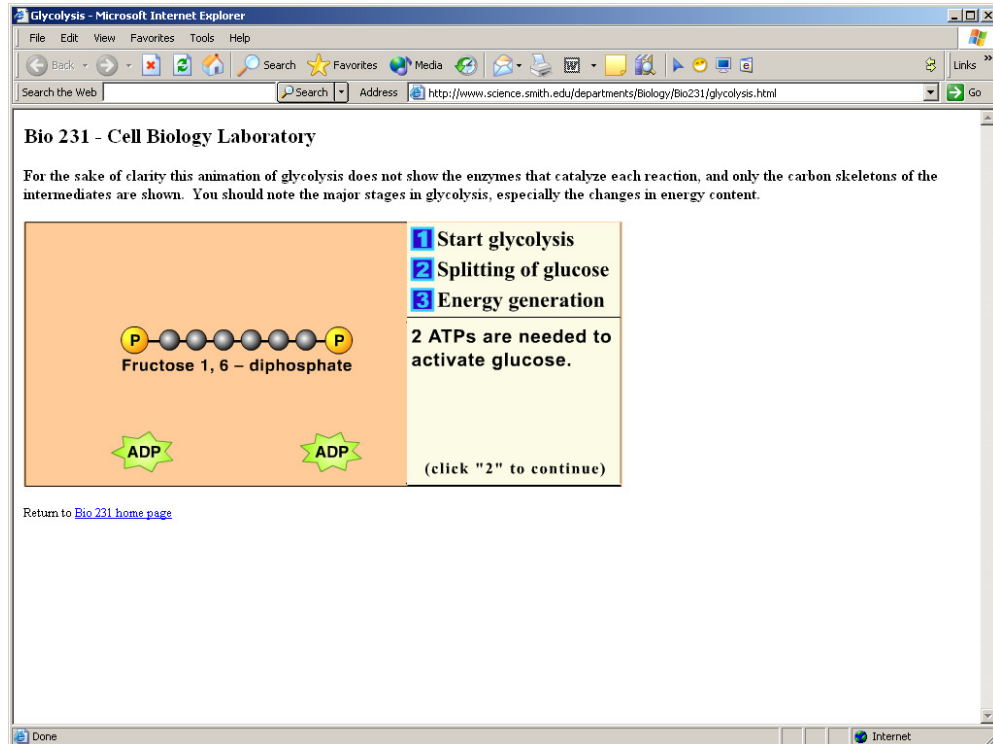 Glycolysis - Microsoft Internet Explorer
File Edit View Favorites Tools Help
Back Search Favorites Media Links »
Search the Web Search Address http://www.science.smith.edu/departments/Biology/Bio231/glycolysis.html Go
Bio 231 - Cell Biology Laboratory
For the sake of clarity this animation of glycolysis does not show the enzymes that catalyze each reaction, and only the carbon skeletons of the
intermediates are shown. You should note the major stages in glycolysis, especially the changes in energy content.
P P
Fructose 1, 6 – diphosphate
ADP ADP
1 Start glycolysis
2 Splitting of glucose
3 Energy generation
2 ATPs are needed to
activate glucose.
(click "2" to continue)
Return to Bio 231 home page
Done Internet